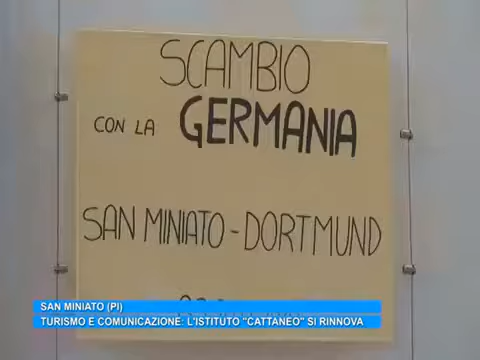 SCAMBIO
CON LA GERMANIA
SAN MINIATO - DORTMUND
SAN MINIATO (PI)
TURISMO E COMUNICAZIONE: L'ISTITUTO "CATTANEO" SI RINNOVA